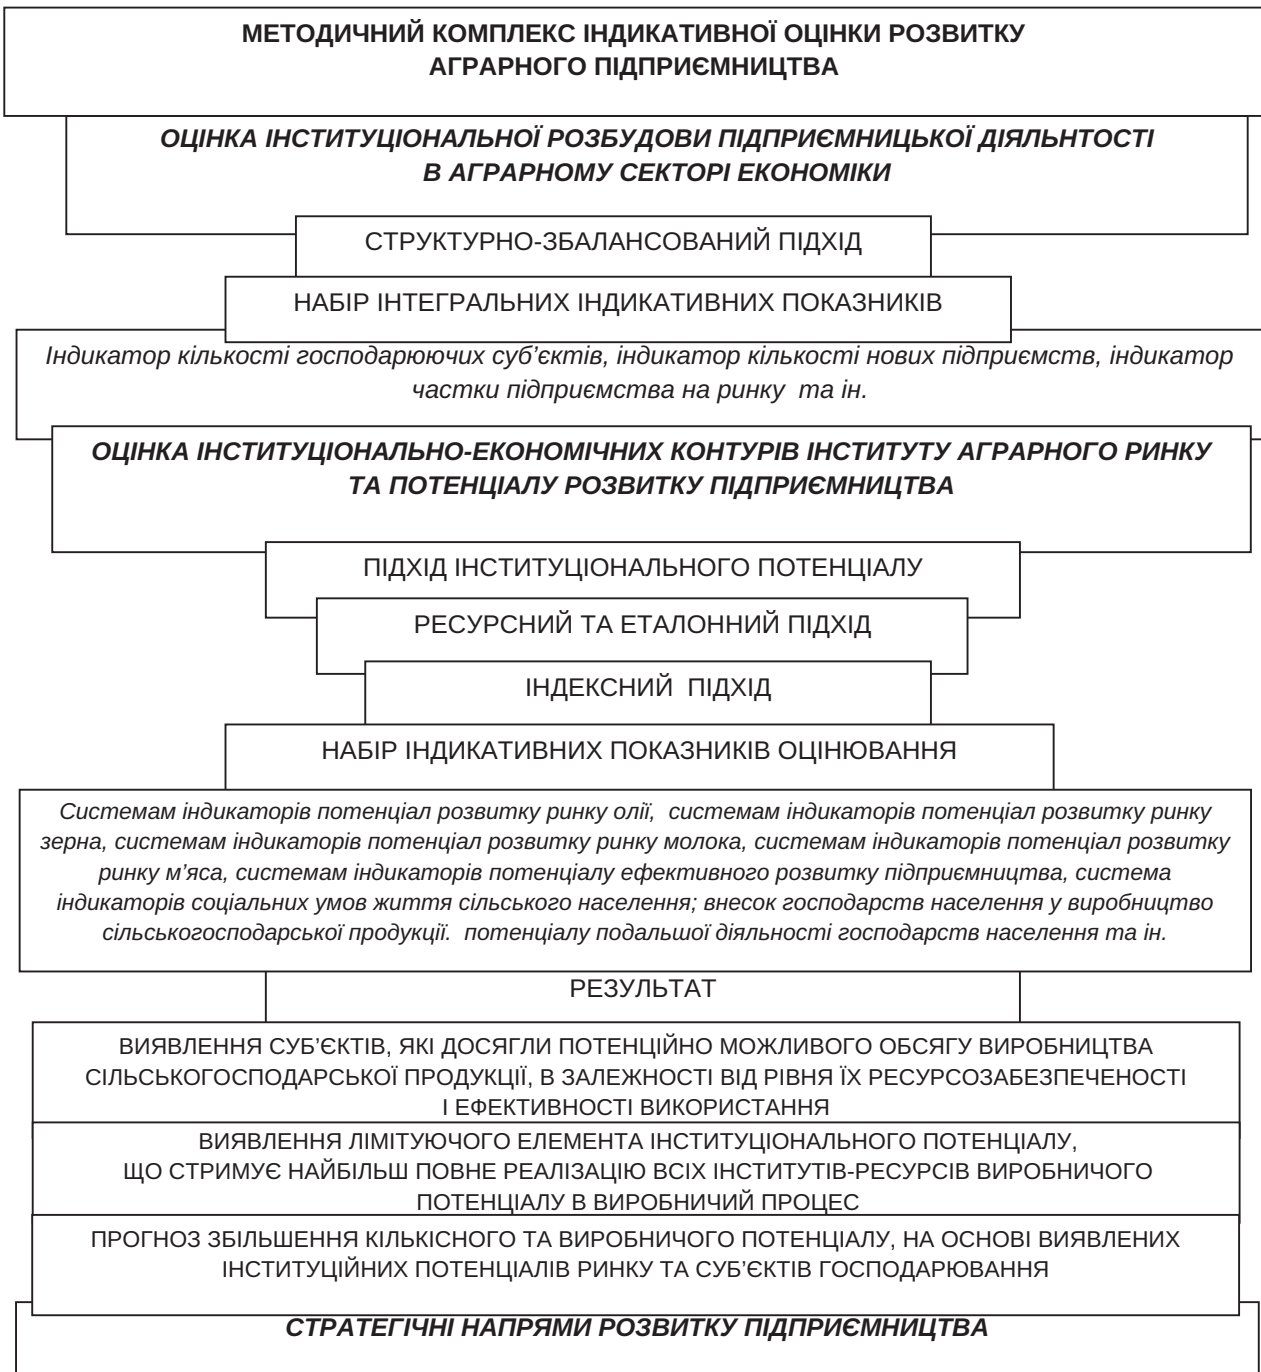 МЕТОДИЧНИЙ КОМПЛЕКС ІНДИКАТИВНОЇ ОЦІНКИ РОЗВИТКУ
АГРАРНОГО ПІДПРИЄМНИЦТВА
ОЦІНКА ІНСТИТУЦІОНАЛЬНОЇ РОЗБУДОВИ ПІДПРИЄМНИЦЬКОЇ ДІЯЛЬНТОСТІ
В АГРАРНОМУ СЕКТОРІ ЕКОНОМІКИ
СТРУКТУРНО-ЗБАЛАНСОВАНИЙ ПІДХІД
НАБІР ІНТЕГРАЛЬНИХ ІНДИКАТИВНИХ ПОКАЗНИКІВ
Індикатор кількості господарюючих суб’єктів, індикатор кількості нових підприємств, індикатор
частки підприємства на ринку та ін.
ОЦІНКА ІНСТИТУЦІОНАЛЬНО-ЕКОНОМІЧНИХ КОНТУРІВ ІНСТИТУТУ АГРАРНОГО РИНКУ
ТА ПОТЕНЦІАЛУ РОЗВИТКУ ПІДПРИЄМНИЦТВА
ПІДХІД ІНСТИТУЦІОНАЛЬНОГО ПОТЕНЦІАЛУ
РЕСУРСНИЙ ТА ЕТАЛОННИЙ ПІДХІД
ІНДЕКСНИЙ ПІДХІД
НАБІР ІНДИКАТИВНИХ ПОКАЗНИКІВ ОЦІНЮВАННЯ
Системам індикаторів потенціал розвитку ринку олії, системам індикаторів потенціал розвитку ринку
зерна, системам індикаторів потенціал розвитку ринку молока, системам індикаторів потенціал розвитку
ринку м’яса, системам індикаторів потенціалу ефективного розвитку підприємництва, система
індикаторів соціальних умов життя сільського населення; внесок господарств населення у виробництво
сільськогосподарської продукції. потенціалу подальшої діяльності господарств населення та ін.
РЕЗУЛЬТАТ
ВИЯВЛЕННЯ СУБ’ЄКТІВ, ЯКІ ДОСЯГЛИ ПОТЕНЦІЙНО МОЖЛИВОГО ОБСЯГУ ВИРОБНИЦТВА
СІЛЬСЬКОГОСПОДАРСЬКОЇ ПРОДУКЦІЇ, В ЗАЛЕЖНОСТІ ВІД РІВНЯ ЇХ РЕСУРСОЗАБЕЗПЕЧЕНОСТІ
І ЕФЕКТИВНОСТІ ВИКОРИСТАННЯ
ВИЯВЛЕННЯ ЛІМІТУЮЧОГО ЕЛЕМЕНТА ІНСТИТУЦІОНАЛЬНОГО ПОТЕНЦІАЛУ,
ЩО СТРИМУЄ НАЙБІЛЬШ ПОВНЕ РЕАЛІЗАЦІЮ ВСІХ ІНСТИТУТІВ-РЕСУРСІВ ВИРОБНИЧОГО
ПОТЕНЦІАЛУ В ВИРОБНИЧИЙ ПРОЦЕС
ПРОГНОЗ ЗБІЛЬШЕННЯ КІЛЬКІСНОГО ТА ВИРОБНИЧОГО ПОТЕНЦІАЛУ, НА ОСНОВІ ВИЯВЛЕНИХ
ІНСТИТУЦІЙНИХ ПОТЕНЦІАЛІВ РИНКУ ТА СУБ’ЄКТІВ ГОСПОДАРЮВАННЯ
СТРАТЕГІЧНІ НАПРЯМИ РОЗВИТКУ ПІДПРИЄМНИЦТВА